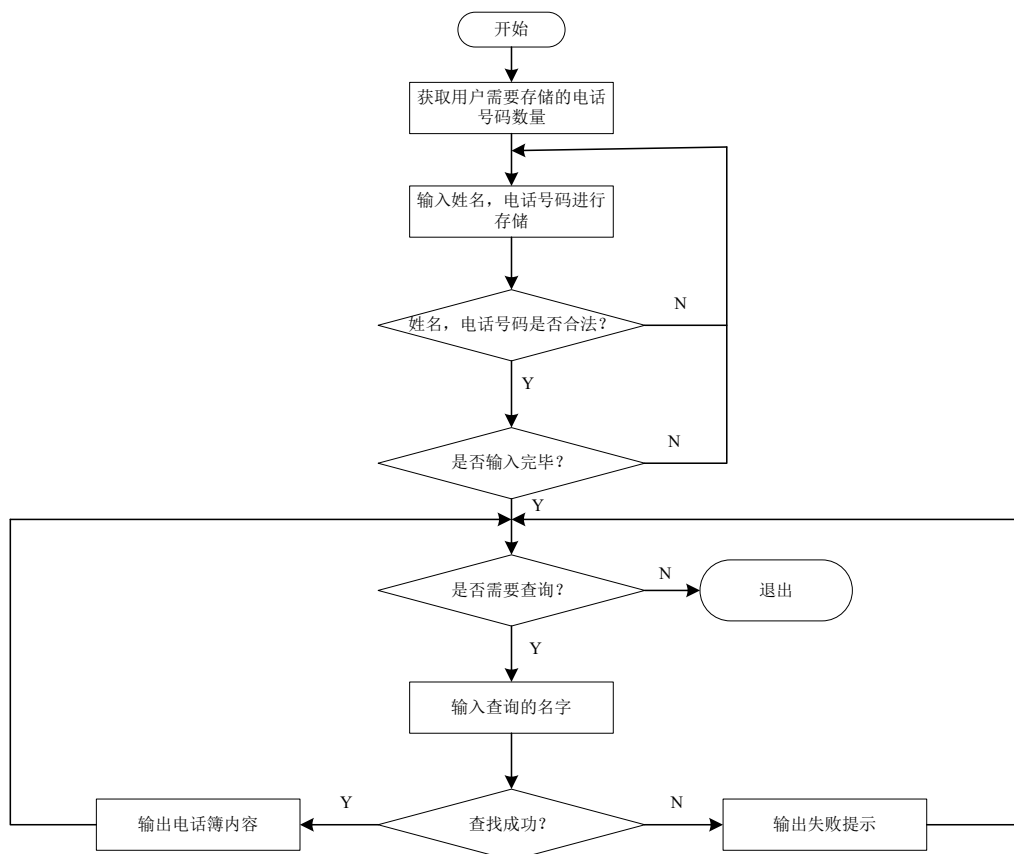 开始
获取用户需要存储的电话
号码数量
输入姓名，电话号码进行
存储
N
姓名，电话号码是否合法？
Y
N
是否输入完毕？
Y
N
是否需要查询？
退出
Y
输入查询的名字
Y
N
输出电话簿内容
查找成功？
输出失败提示